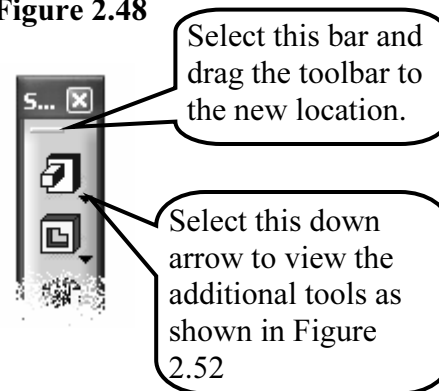 Figure 2.48
Select this bar and
drag the toolbar to
the new location.
S...
Select this down
arrow to view the
additional tools as
shown in Figure
2.52